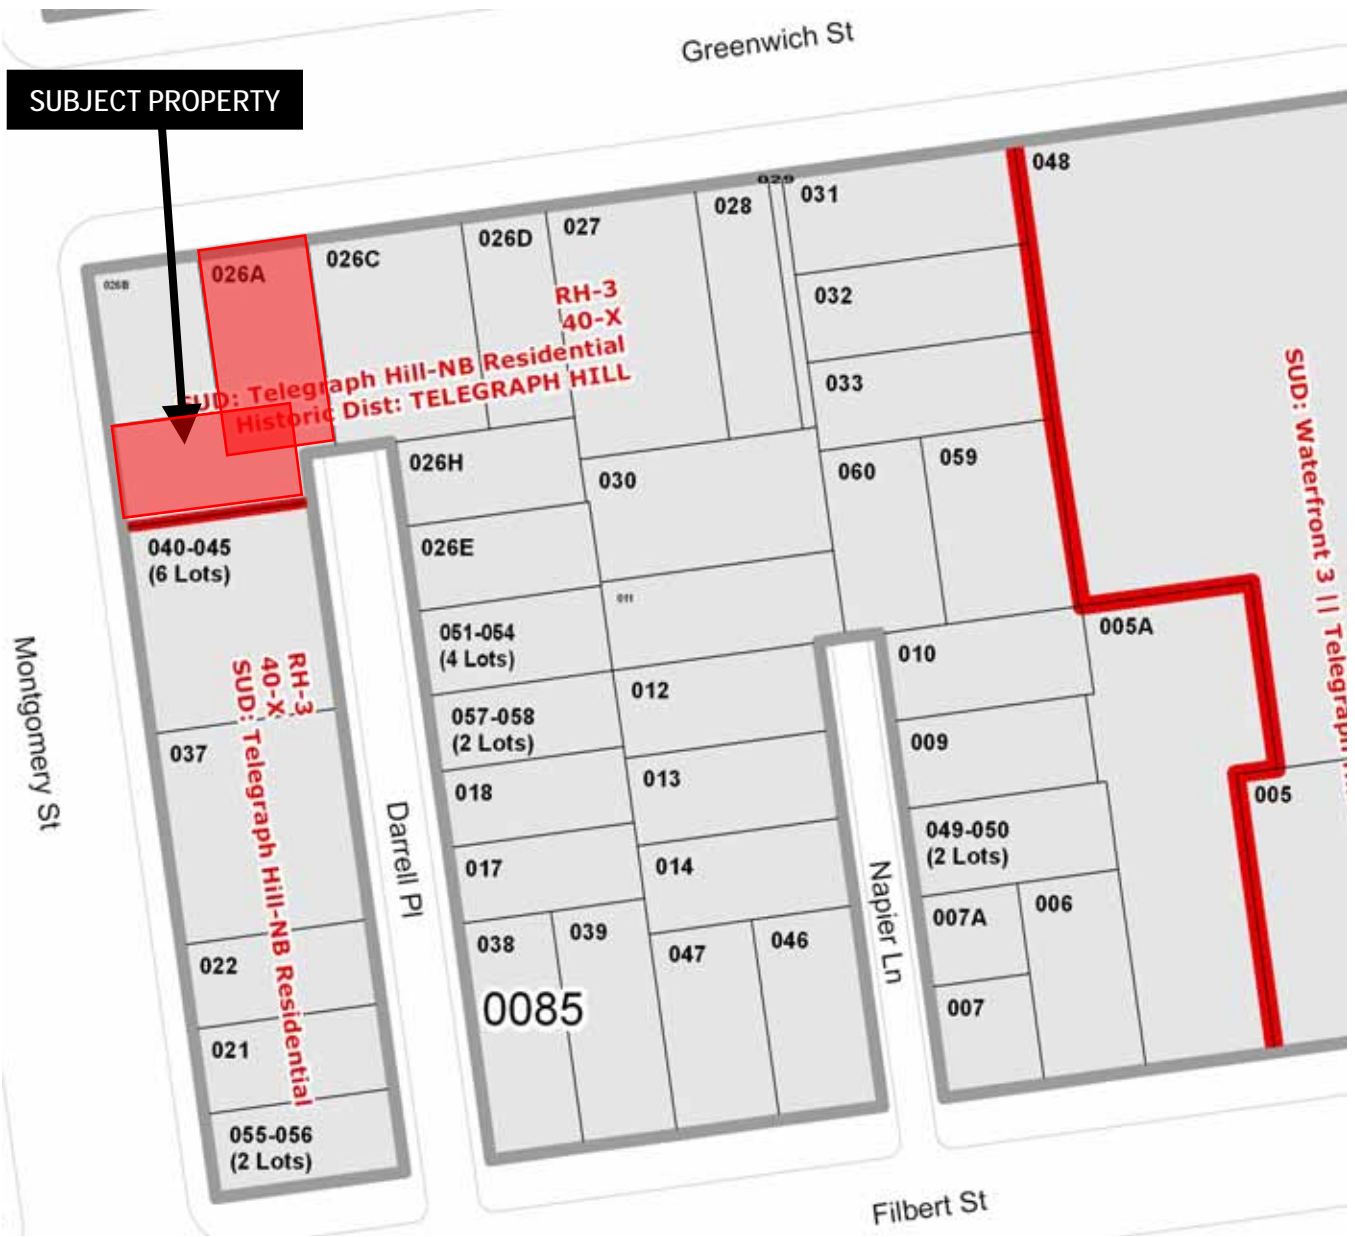 Greenwich St
SUBJECT PROPERTY
048
029
031
028
027
026D
026C
026A
026B
032
RH-3
40-X
SUD: Telegraph Hill-NB Residential
Historic Dist: TELEGRAPH HILL
033
026H
030
060
059
026E
040-045
(6 Lots)
011
051-054
(4 Lots)
005A
010
012
SUD: Waterfront 3 || Telegraph
RH-3
40-X
SUD: Telegraph Hill-NB Residential
057-058
(2 Lots)
037
009
013
018
005
Montgomery St
Darrell Pl
049-050
(2 Lots)
017
014
Napier Ln
007A
006
038
039
047
046
022
0085
007
021
055-056
(2 Lots)
Filbert St